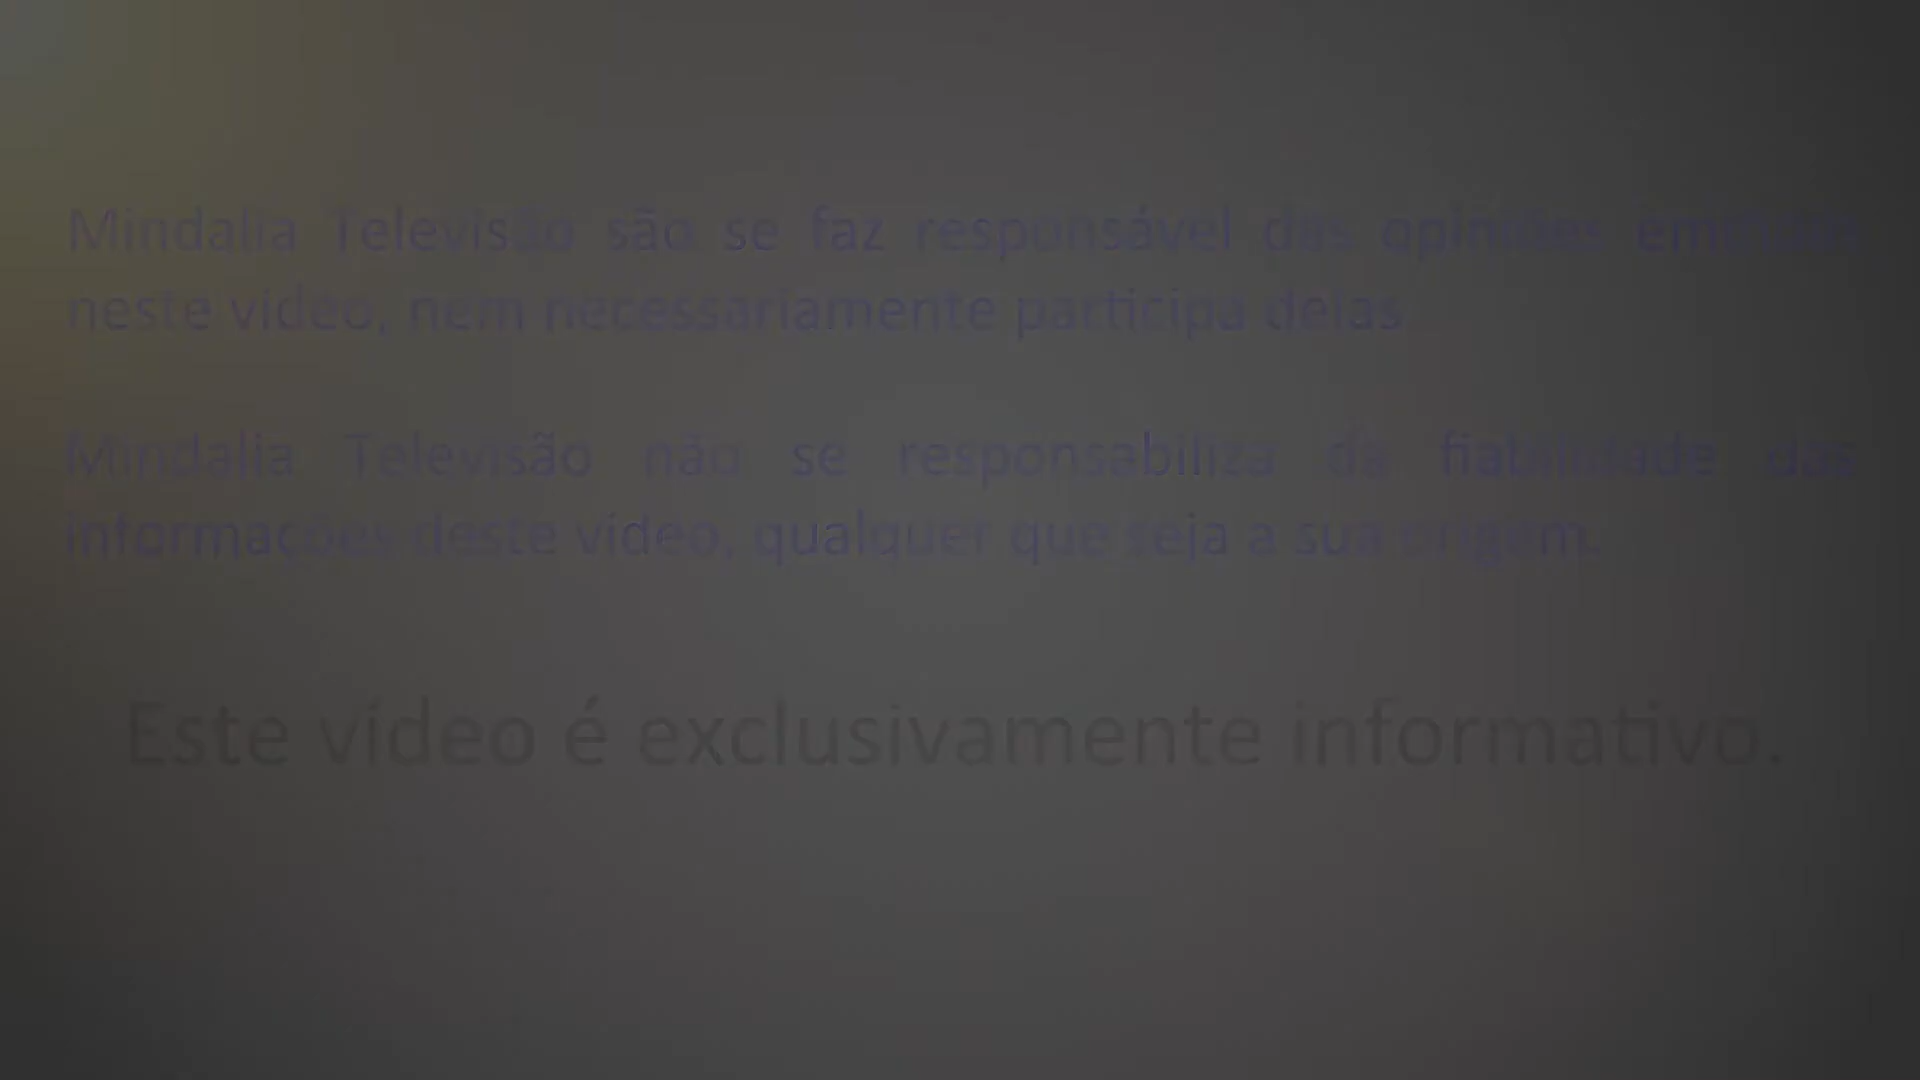 Mindalia Televisão são se faz responsável das opiniões emitidas
neste vídeo, nem necessariamente participa delas.
Mindalia Televisão não se responsabiliza da fiabilidade das
informações deste vídeo, qualquer que seja a sua origem.
Este vídeo é exclusivamente informativo.